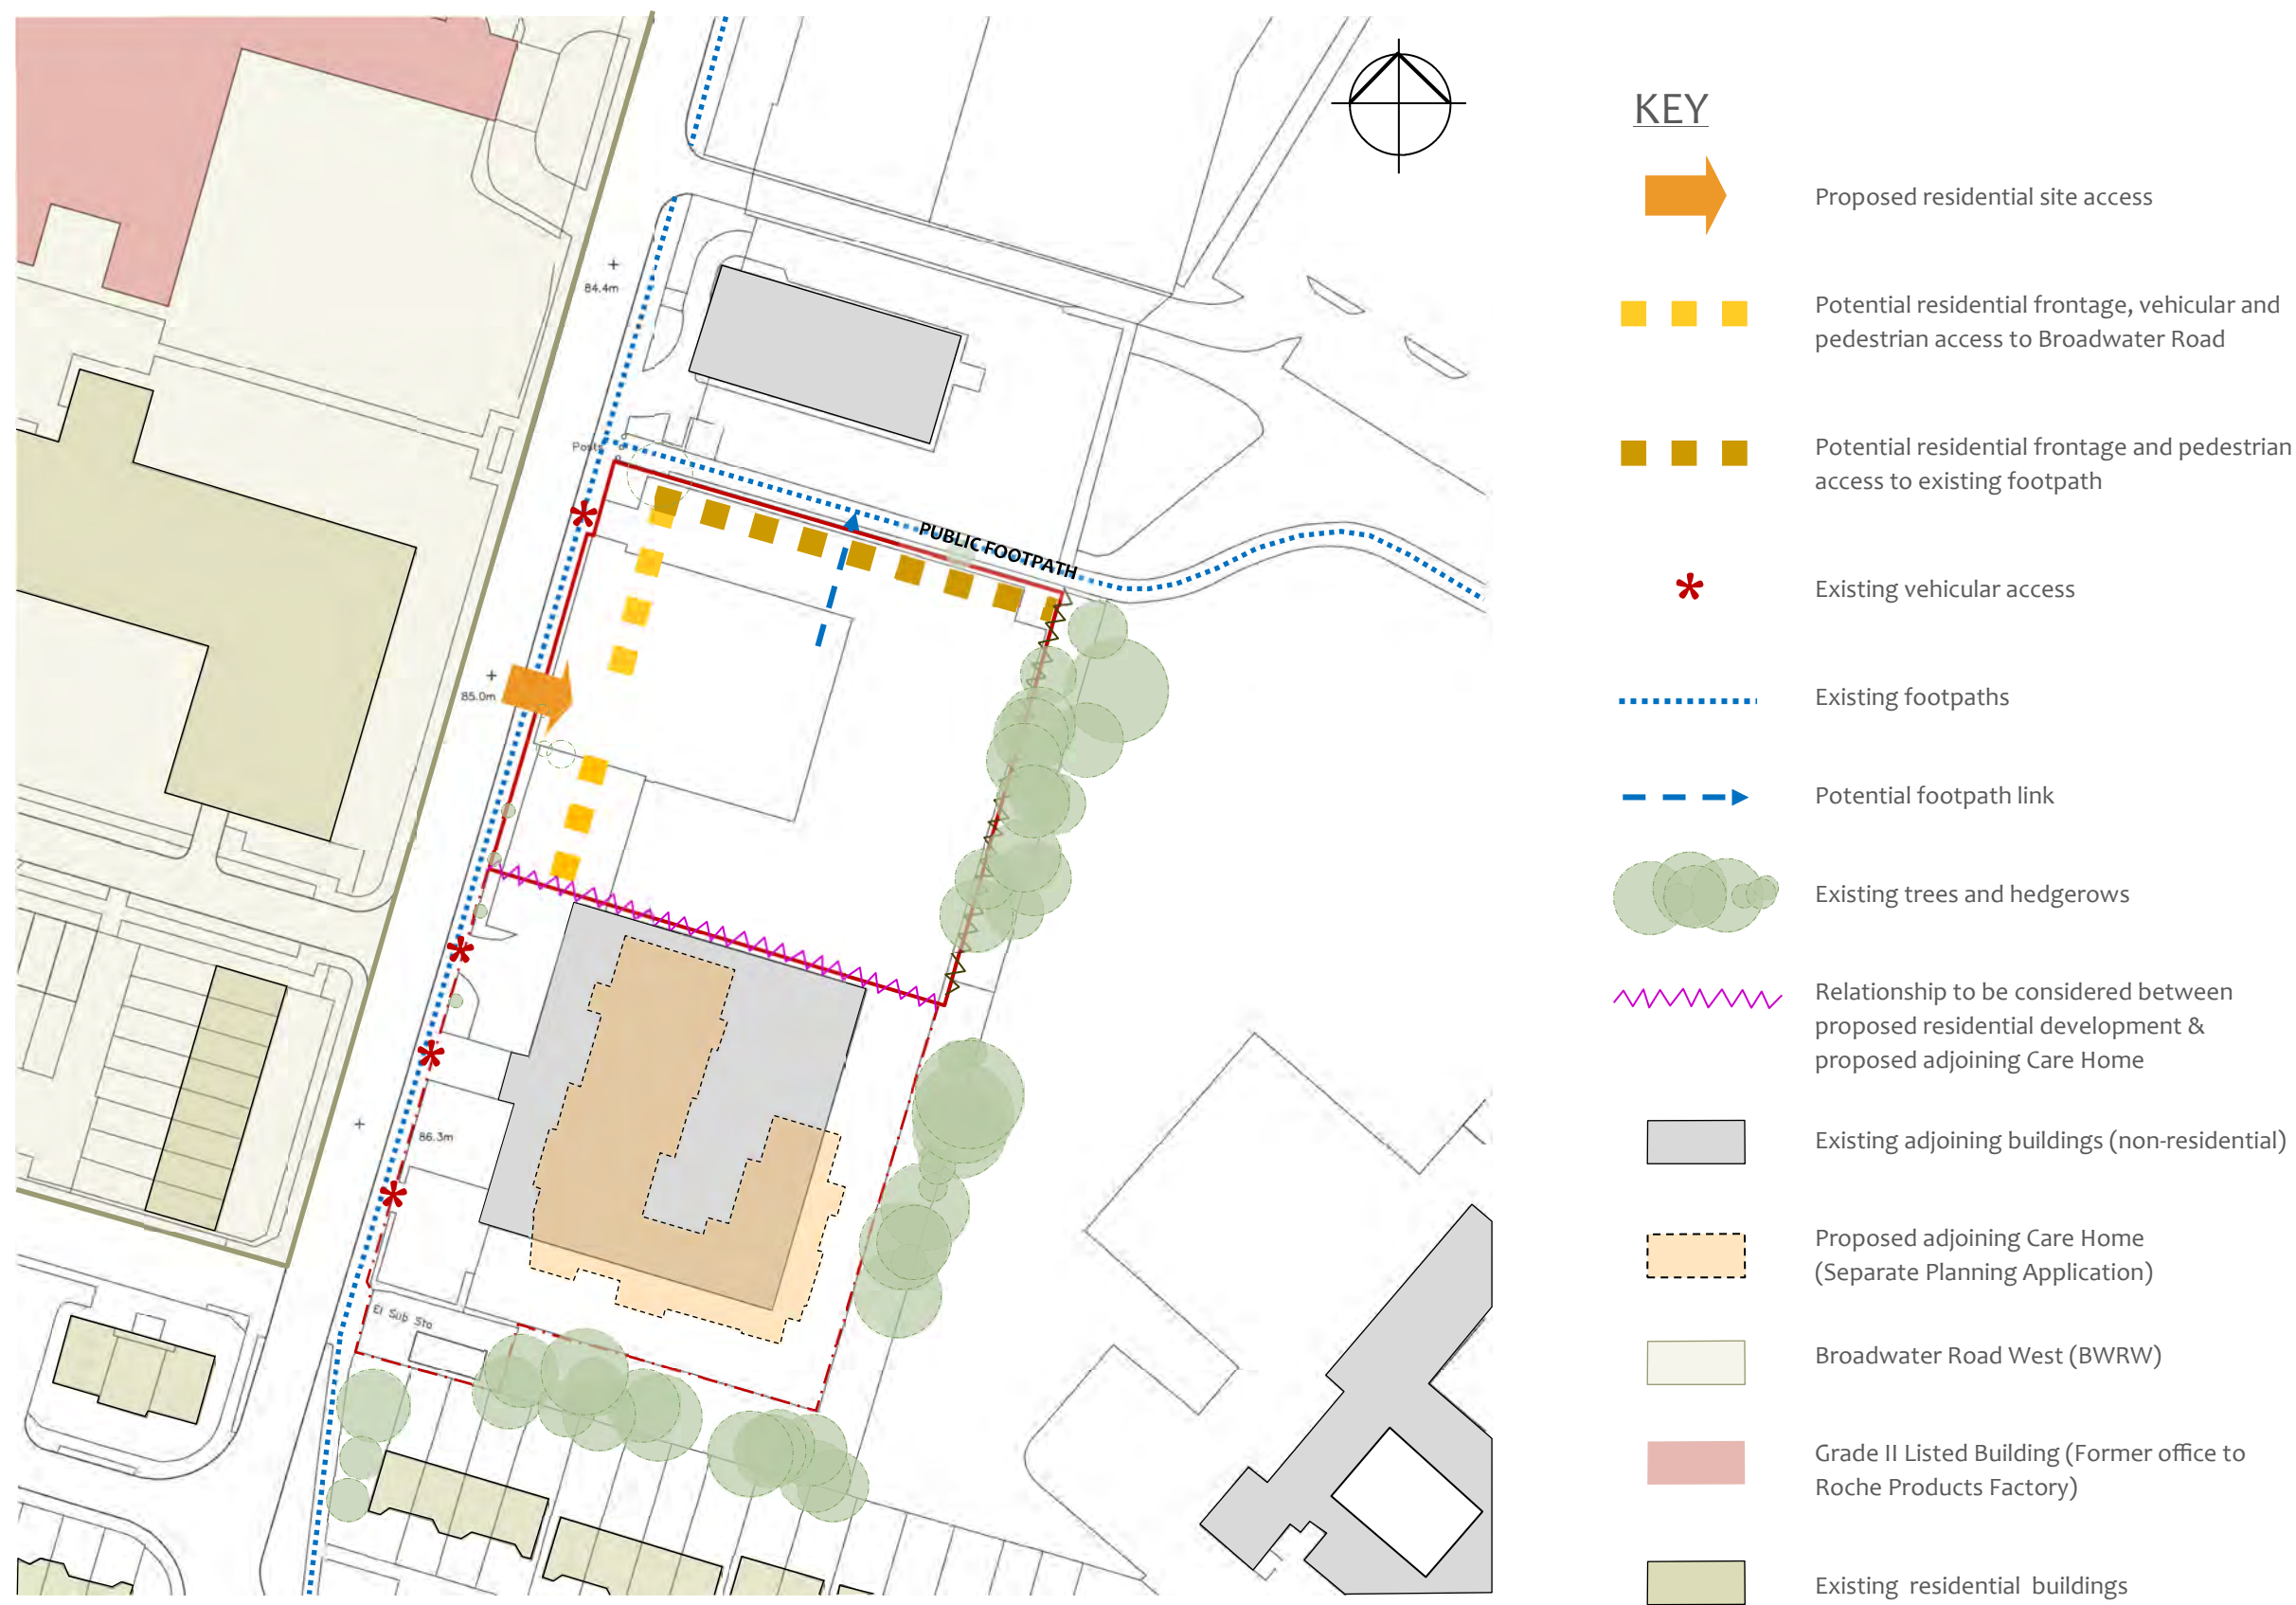 84.4m
Posts
PUBLIC FOOTPATH
85.0m
86.3m
El Sub Sta
KEY
Proposed residential site access
Potential residential frontage, vehicular and
pedestrian access to Broadwater Road
Potential residential frontage and pedestrian
access to existing footpath
Existing vehicular access
Existing footpaths
Potential footpath link
Existing trees and hedgerows
Relationship to be considered between
proposed residential development &
proposed adjoining Care Home
Existing adjoining buildings (non-residential)
Proposed adjoining Care Home
(Separate Planning Application)
Broadwater Road West (BWRW)
Grade II Listed Building (Former office to
Roche Products Factory)
Existing residential buildings